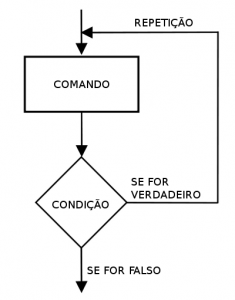 REPETIÇÃO
COMANDO
CONDIÇÃO
SE FOR
VERDADEIRO
SE FOR FALSO